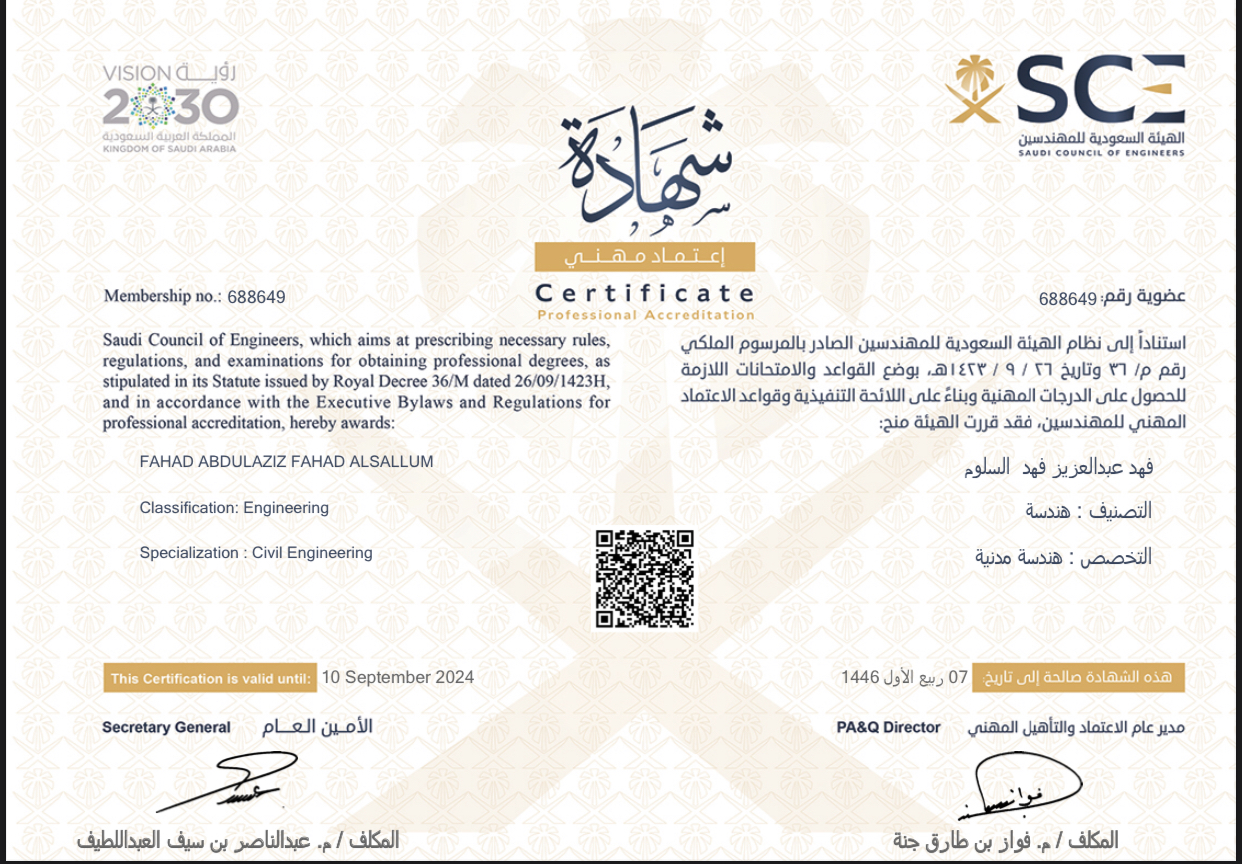 VISION رؤيـــة
2030
المملكة العربية السعودية
KINGDOM OF SAUDI ARABIA
SCE
الهيئة السعودية للمهندسين
SAUDI COUNCIL OF ENGINEERS
شهادة
إعـتـمـاد مـهـنـي
Certificate
Professional Accreditation
Membership no.: 688649
عضوية رقم: 688649
Saudi Council of Engineers, which aims at prescribing necessary rules,
regulations, and examinations for obtaining professional degrees, as
stipulated in its Statute issued by Royal Decree 36/M dated 26/09/1423H,
and in accordance with the Executive Bylaws and Regulations for
professional accreditation, hereby awards:
استناداً إلى نظام الهيئة السعودية للمهندسين الصادر بالمرسوم الملكي
رقم م/ ٣٦ وتاريخ ٢٦ / ٩ / ١٤٢٣هـ، بوضع القواعد والامتحانات اللازمة
للحصول على الدرجات المهنية وبناءً على اللائحة التنفيذية وقواعد الاعتماد
المهني للمهندسين، فقد قررت الهيئة منح:
FAHAD ABDULAZIZ FAHAD ALSALLUM
Classification: Engineering
Specialization : Civil Engineering
فهد عبدالعزيز فهد السلوم
التصنيف : هندسة
التخصص : هندسة مدنية
This Certification is valid until: 10 September 2024
هذه الشهادة صالحة إلى تاريخ: 07 ربيع الأول 1446
Secretary General الأمـين الـعـــام
PA&Q Director مدير عام الاعتماد والتأهيل المهني
المكلف / م. عبدالناصر بن سيف العبداللطيف
المكلف / م. فواز بن طارق جنة